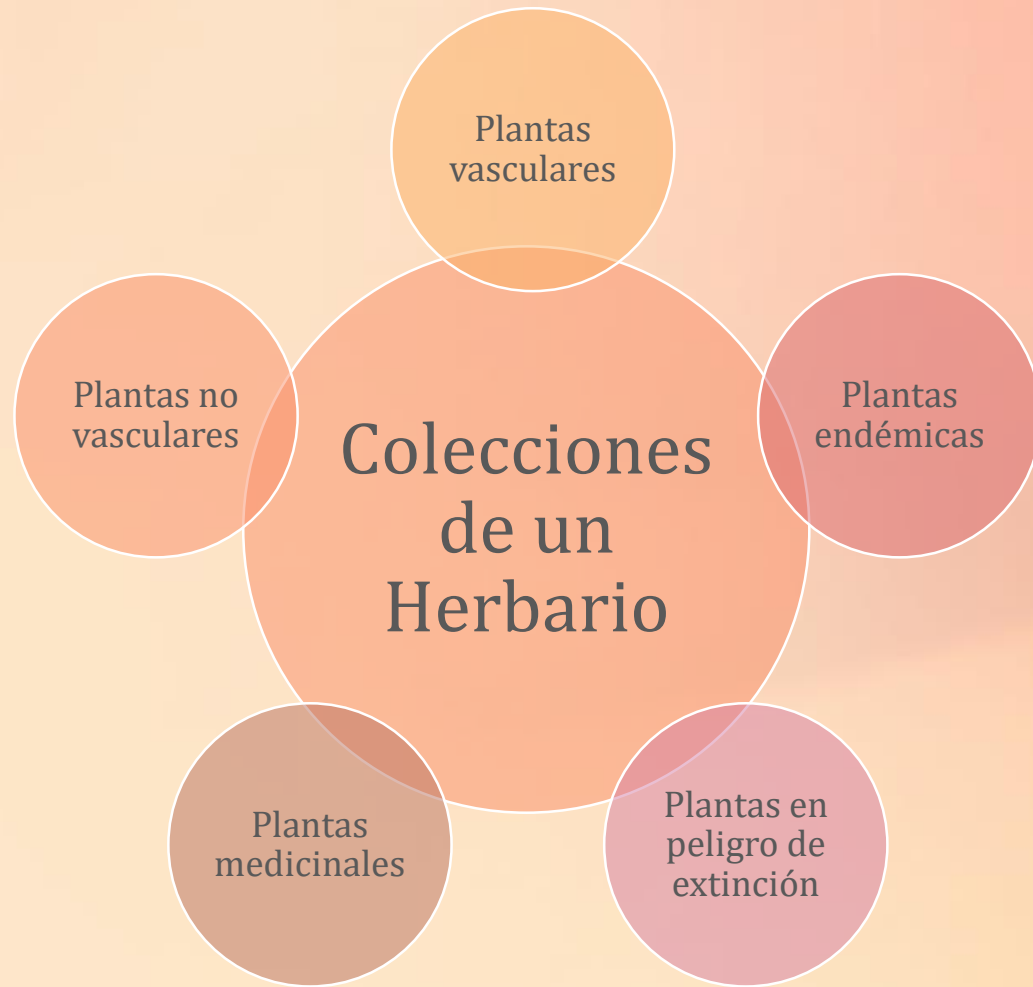 Plantas
vasculares
Plantas no
vasculares
Plantas
endémicas
Colecciones
de un
Herbario
Plantas
medicinales
Plantas en
peligro de
extinción